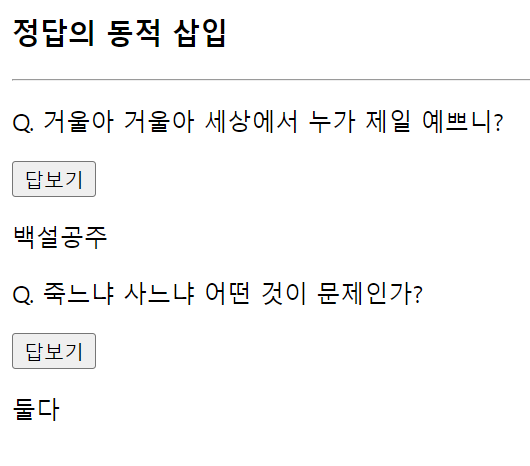 정답의 동적 삽입
Q. 거울아 거울아 세상에서 누가 제일 예쁘니?
답보기
백설공주
Q. 죽느냐 사느냐 어떤 것이 문제인가?
답보기
둘다